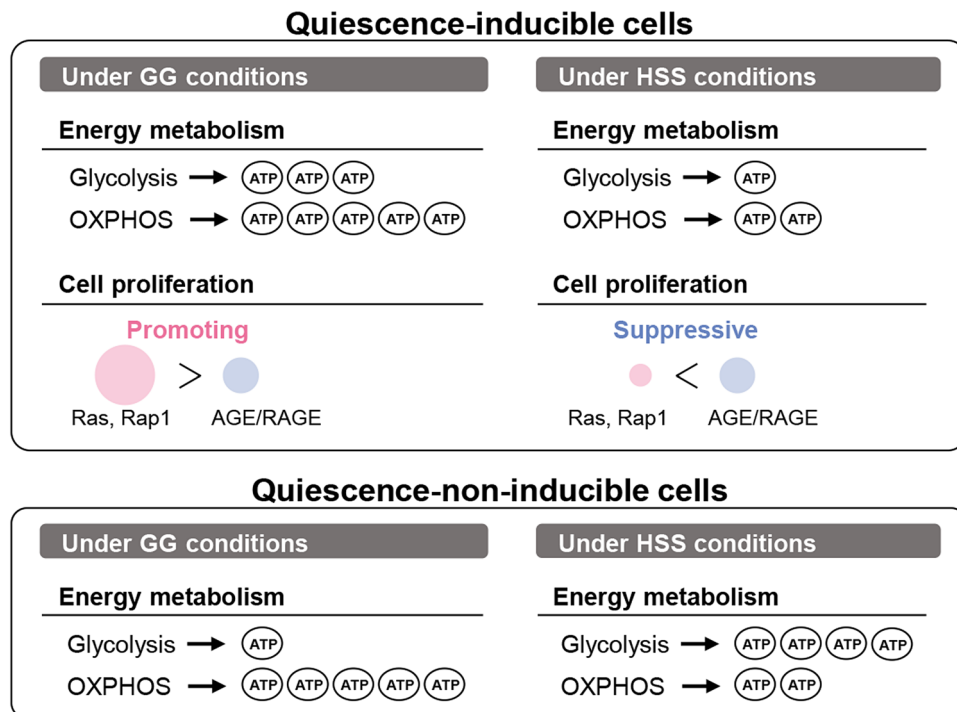 Quiescence-inducible cells
Under GG conditions
Energy metabolism
Glycolysis → ATP ATP ATP
OXPHOS → ATP ATP ATP ATP ATP
Cell proliferation
Promoting
>
Ras, Rap1 AGE/RAGE
Under HSS conditions
Energy metabolism
Glycolysis → ATP
OXPHOS → ATP ATP
Cell proliferation
Suppressive
<
Ras, Rap1 AGE/RAGE
Quiescence-non-inducible cells
Under GG conditions
Energy metabolism
Glycolysis → ATP
OXPHOS → ATP ATP ATP ATP ATP
Under HSS conditions
Energy metabolism
Glycolysis → ATP ATP ATP ATP
OXPHOS → ATP ATP